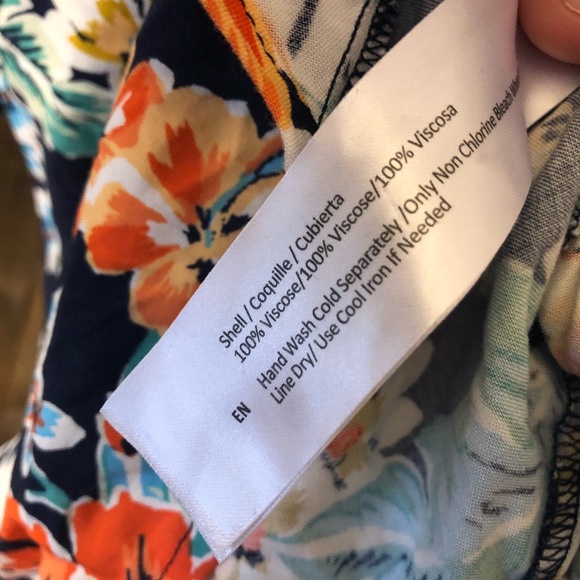 Shell / Coquille / Cubierta
100% Viscose/100% Viscose/100% Viscosa
EN
Hand Wash Cold Separately /Only Non Chlorine Bleach
Line Dry/ Use Cool Iron If Needed